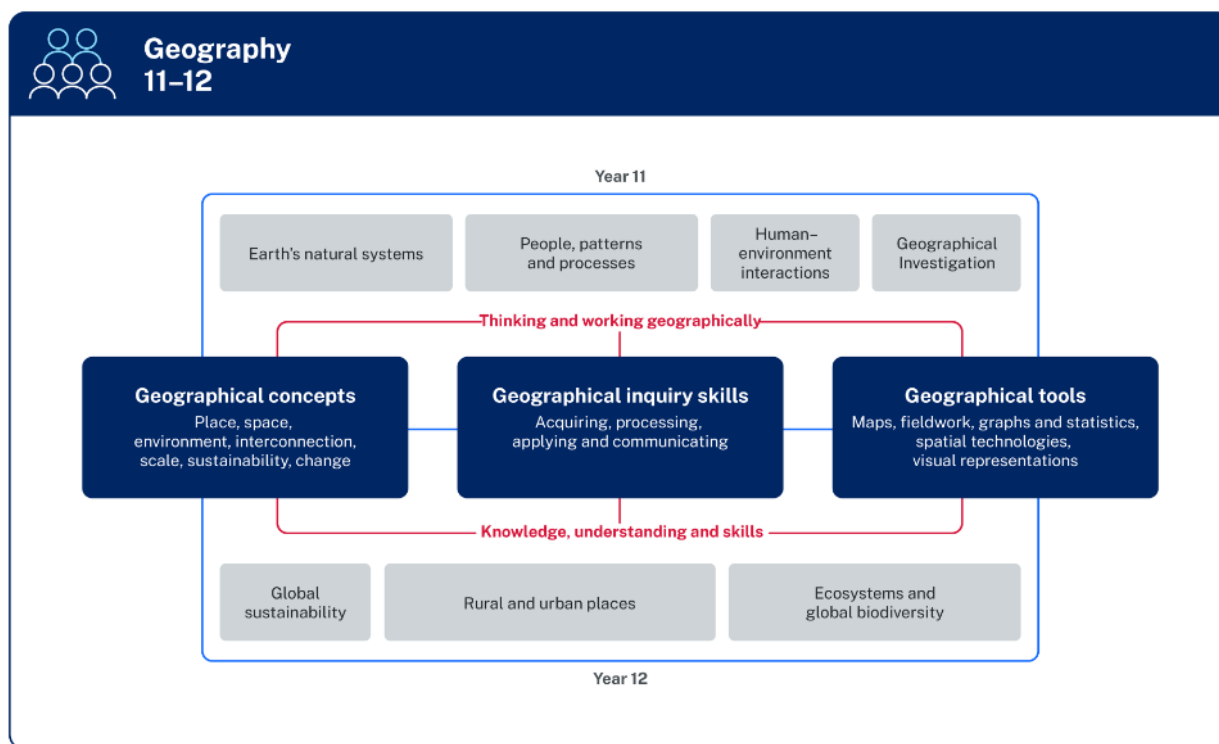 Geography
11–12
Year 11
Earth's natural systems
People, patterns
and processes
Human–
environment
interactions
Geographical
Investigation
Thinking and working geographically
Geographical concepts
Place, space,
environment, interconnection,
scale, sustainability, change
Geographical inquiry skills
Acquiring, processing,
applying and communicating
Geographical tools
Maps, fieldwork, graphs and statistics,
spatial technologies,
visual representations
Knowledge, understanding and skills
Global
sustainability
Rural and urban places
Ecosystems and
global biodiversity
Year 12